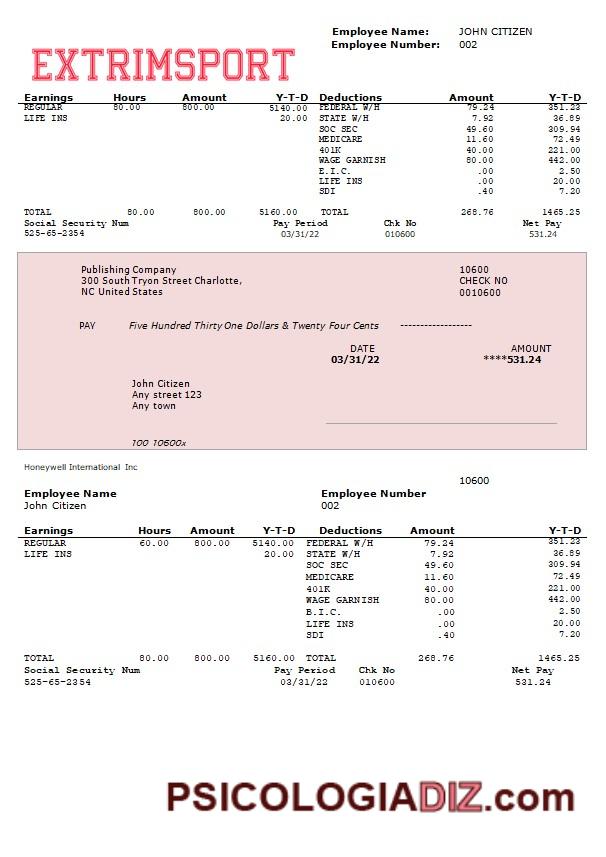 Employee Name: JOHN CITIZEN
Employee Number: 002
EXTRIMSPORT
Earnings Hours Amount Y-T-D Deductions Amount Y-T-D
REGULAR 80.00 800.00 5140.00 FEDERAL W/H 79.24 351.23
LIFE INS 20.00 STATE W/H 7.92 36.89
SOC SEC 49.60 309.94
MEDICARE 11.60 72.49
401K 40.00 221.00
WAGE GARNISH 80.00 442.00
E.I.C. .00 2.50
LIFE INS .00 20.00
SDI .40 7.20
TOTAL 80.00 800.00 5160.00 TOTAL 268.76 1465.25
Social Security Num Pay Period Chk No Net Pay
525-65-2354 03/31/22 010600 531.24
Publishing Company 10600
300 South Tryon Street Charlotte, CHECK NO
NC United States 0010600
PAY Five Hundred Thirty One Dollars & Twenty Four Cents ------------------
DATE AMOUNT
03/31/22 ****531.24
John Citizen
Any street 123
Any town
100 10600x
Honeywell International Inc
10600
Employee Name Employee Number
John Citizen 002
Earnings Hours Amount Y-T-D Deductions Amount Y-T-D
REGULAR 60.00 800.00 5140.00 FEDERAL W/H 79.24 351.23
LIFE INS 20.00 STATE W/H 7.92 36.89
SOC SEC 49.60 309.94
MEDICARE 11.60 72.49
401K 40.00 221.00
WAGE GARNISH 80.00 442.00
B.I.C. .00 2.50
LIFE INS .00 20.00
SDI .40 7.20
TOTAL 80.00 800.00 5160.00 TOTAL 268.76 1465.25
Social Security Num Pay Period Chk No Net Pay
525-65-2354 03/31/22 010600 531.24
PSICOLOGIADIZ.com